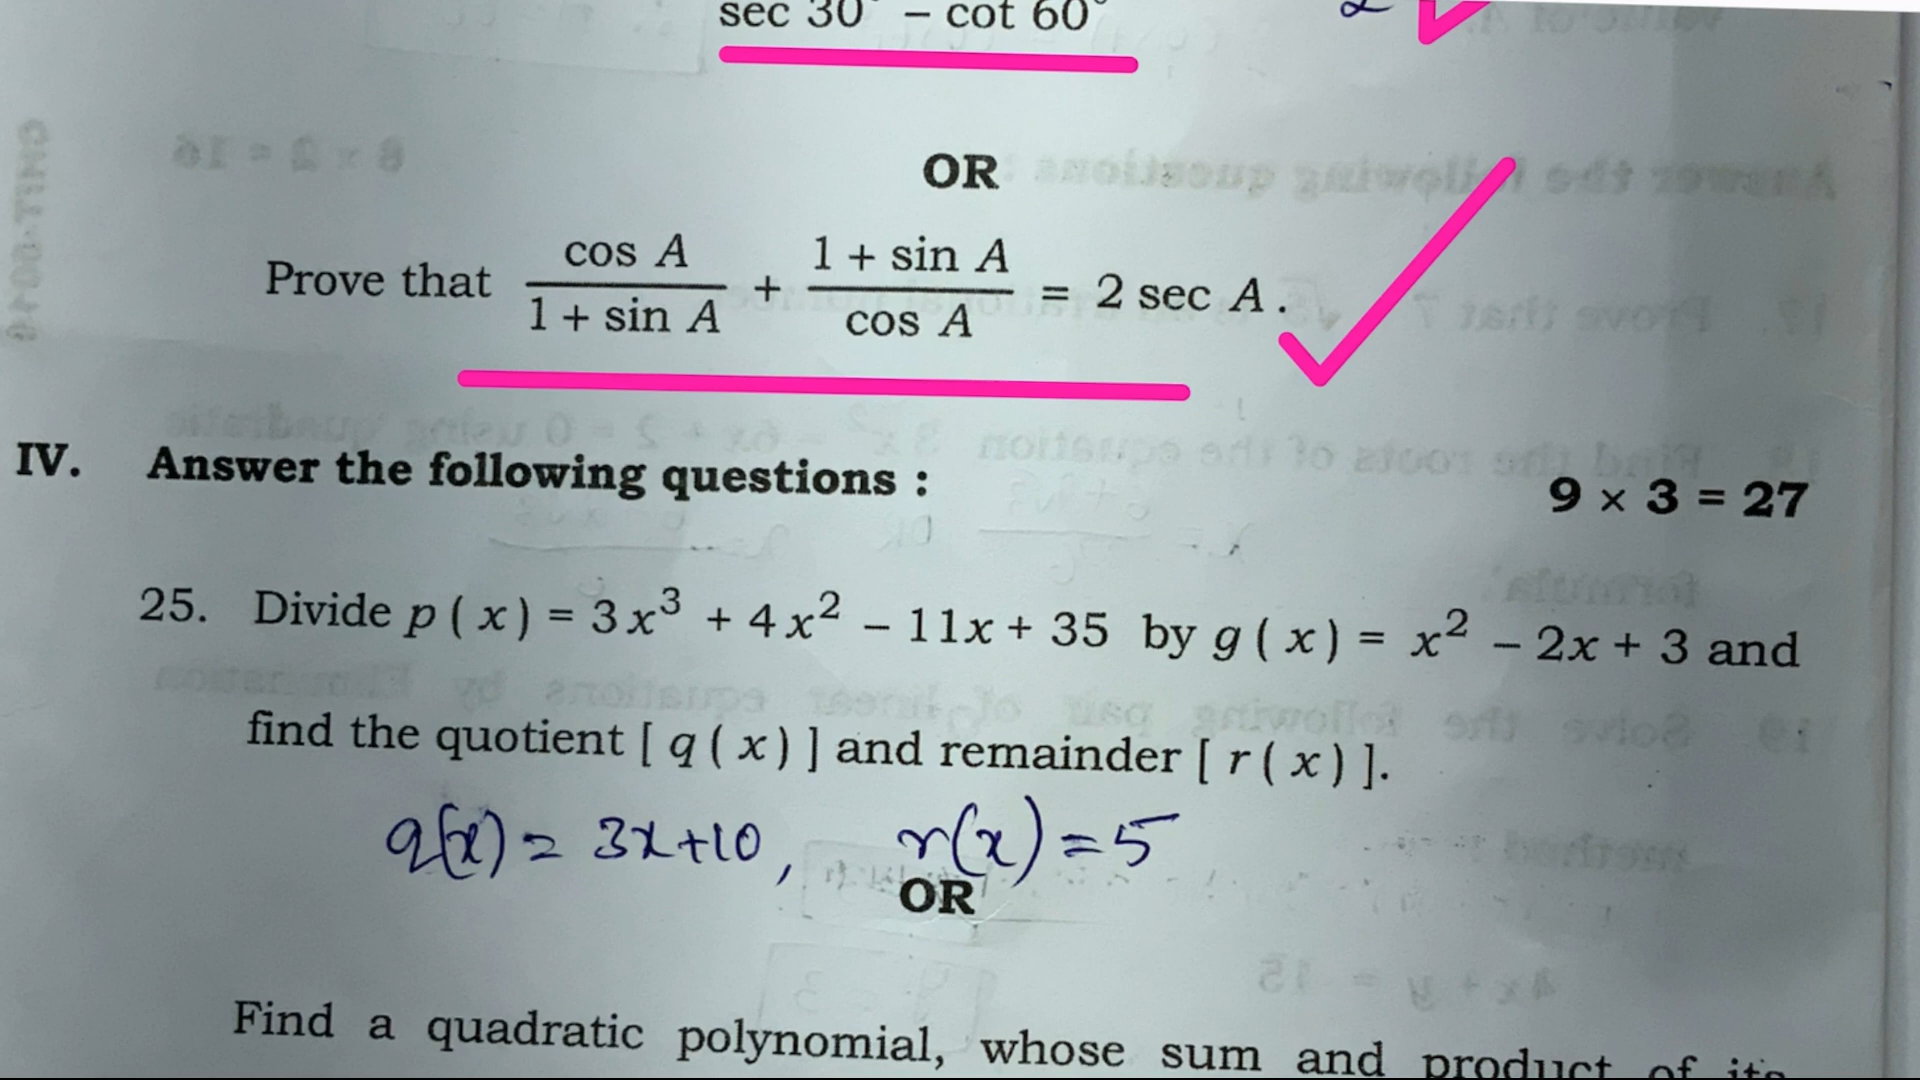 sec 30° – cot 60°
OR
Prove that cos A / 1 + sin A + 1 + sin A / cos A = 2 sec A .
IV. Answer the following questions : 9 × 3 = 27
25. Divide p ( x ) = 3x³ + 4x² – 11x + 35 by g ( x ) = x² – 2x + 3 and
find the quotient [ q ( x ) ] and remainder [ r ( x ) ].
q(x) = 3x+10, r(x) = 5
OR
Find a quadratic polynomial, whose sum and product of its